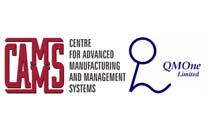 CAMS
CENTRE
FOR ADVANCED
MANUFACTURING
AND MANAGEMENT
SYSTEMS
QMOne
Limited